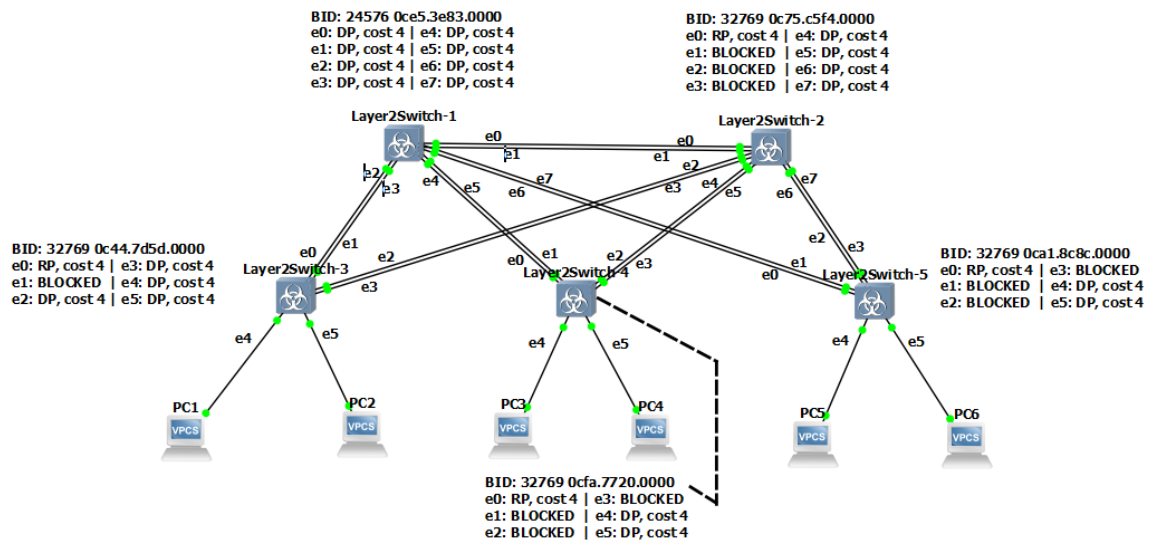 BID: 24576 0ce5.3e83.0000
e0: DP, cost 4 | e4: DP, cost 4
e1: DP, cost 4 | e5: DP, cost 4
e2: DP, cost 4 | e6: DP, cost 4
e3: DP, cost 4 | e7: DP, cost 4
BID: 32769 0c75.c5f4.0000
e0: RP, cost 4 | e4: DP, cost 4
e1: BLOCKED | e5: DP, cost 4
e2: BLOCKED | e6: DP, cost 4
e3: BLOCKED | e7: DP, cost 4
Layer2Switch-1
Layer2Switch-2
e0
e0
e1
e1
e2
e3
e4
e5
e7
e6
e2
e3
e4
e5
e7
e6
BID: 32769 0c44.7d5d.0000
e0: RP, cost 4 | e3: DP, cost 4
e1: BLOCKED | e4: DP, cost 4
e2: DP, cost 4 | e5: DP, cost 4
BID: 32769 0ca1.8c8c.0000
e0: RP, cost 4 | e3: BLOCKED
e1: BLOCKED | e4: DP, cost 4
e2: BLOCKED | e5: DP, cost 4
e0
e1
e2
e3
e1
e0
e2
e3
e2
e3
e1
e0
Layer2Switch-3
Layer2Switch-4
Layer2Switch-5
e4
e5
e4
e5
e4
e5
PC1
PC2
PC3
PC4
PC5
PC6
VPCS
VPCS
VPCS
VPCS
VPCS
VPCS
BID: 32769 0cfa.7720.0000
e0: RP, cost 4 | e3: BLOCKED
e1: BLOCKED | e4: DP, cost 4
e2: BLOCKED | e5: DP, cost 4